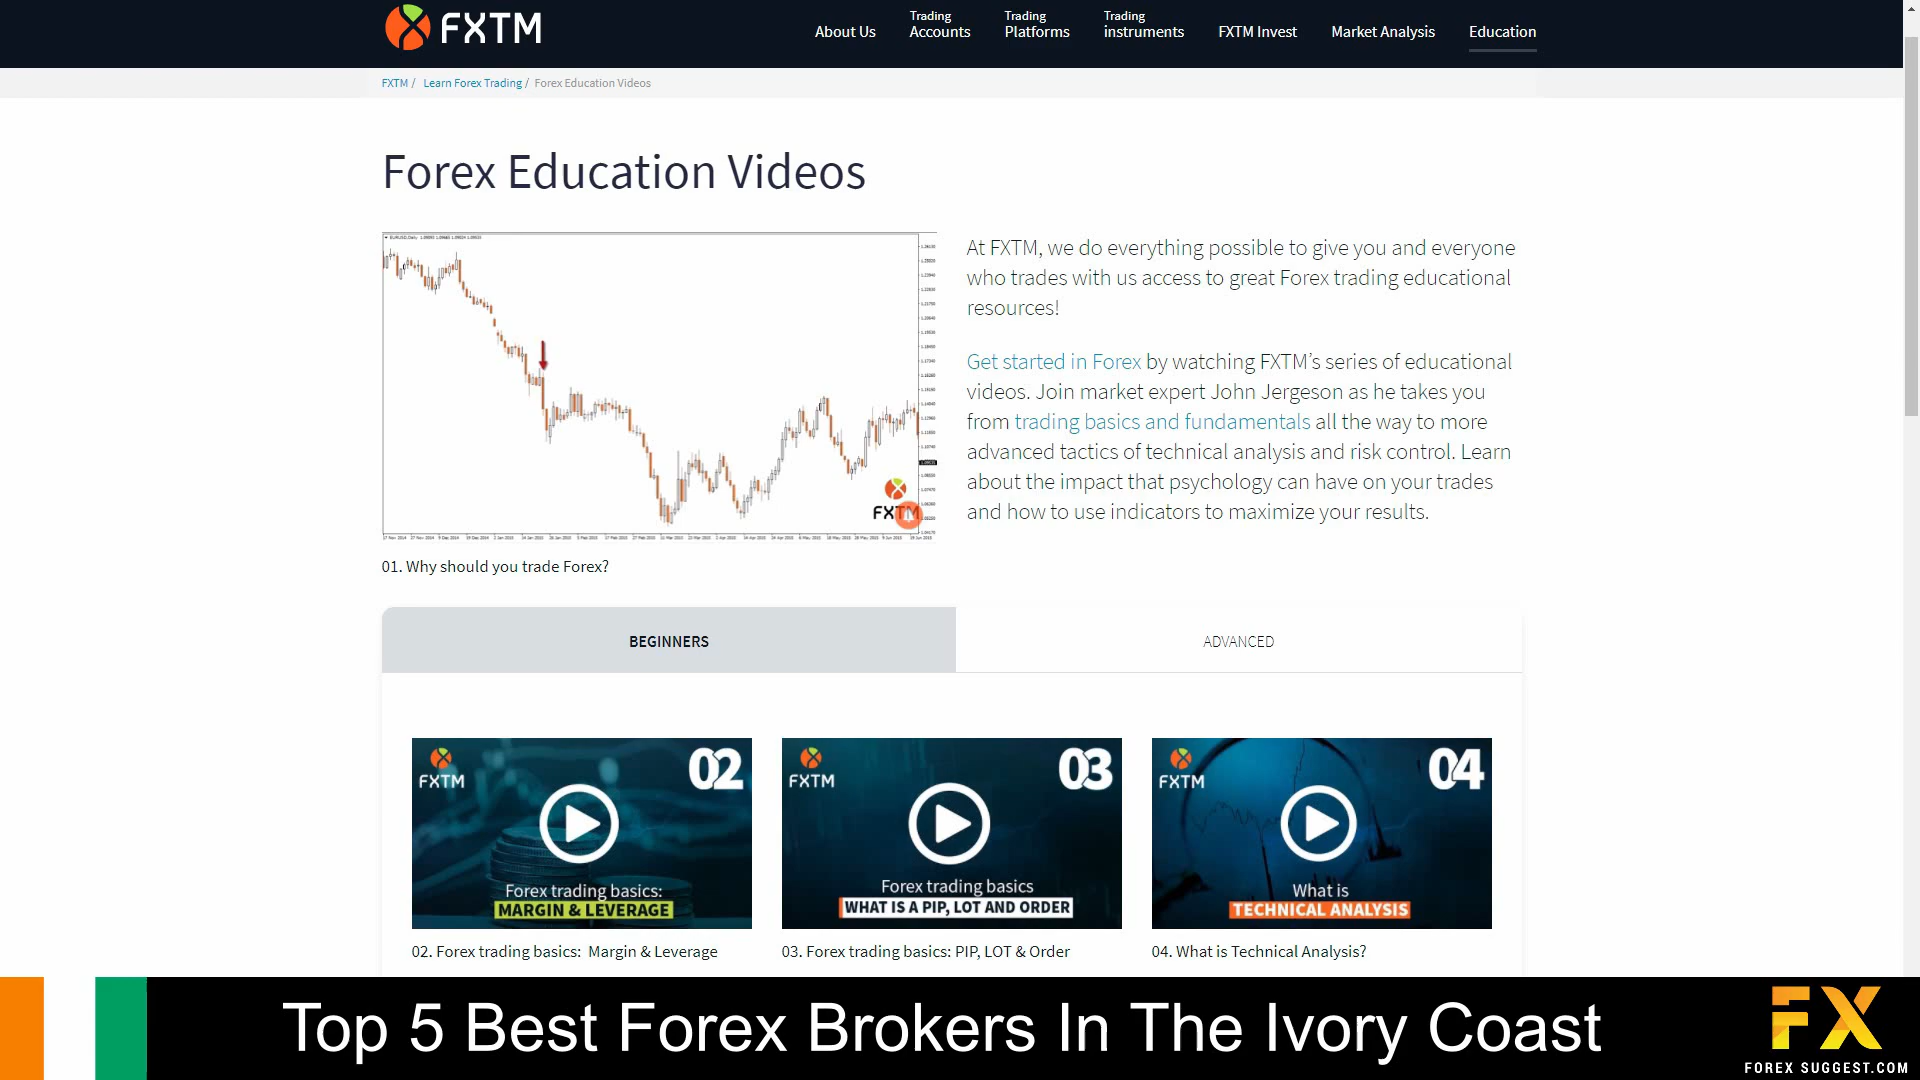 FXTM
About Us
Trading Accounts
Trading Platforms
Trading instruments
FXTM Invest
Market Analysis
Education
FXTM / Learn Forex Trading / Forex Education Videos
Forex Education Videos
At FXTM, we do everything possible to give you and everyone
who trades with us access to great Forex trading educational
resources!
Get started in Forex by watching FXTM’s series of educational
videos. Join market expert John Jergeson as he takes you
from trading basics and fundamentals all the way to more
advanced tactics of technical analysis and risk control. Learn
about the impact that psychology can have on your trades
and how to use indicators to maximize your results.
FXTM
01. Why should you trade Forex?
BEGINNERS
ADVANCED
FXTM
02
Forex trading basics:
MARGIN & LEVERAGE
02. Forex trading basics:  Margin & Leverage
FXTM
03
Forex trading basics
WHAT IS A PIP, LOT AND ORDER
03. Forex trading basics: PIP, LOT & Order
FXTM
04
What is
TECHNICAL ANALYSIS
04. What is Technical Analysis?
Top 5 Best Forex Brokers In The Ivory Coast
FX
FOREX SUGGEST.COM